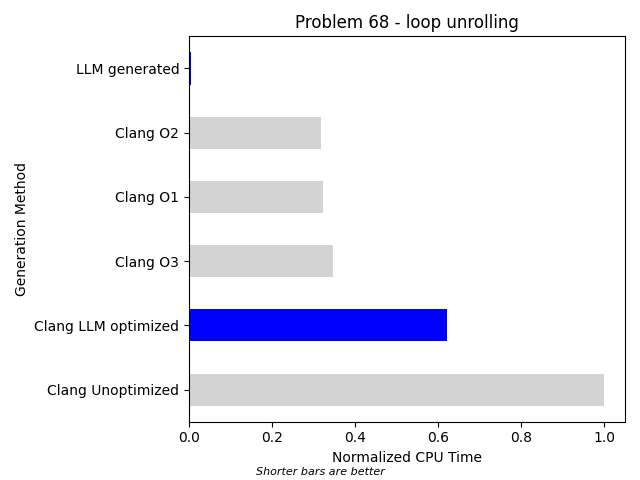 Problem 68 - loop unrolling
Generation Method
LLM generated
Clang O2
Clang O1
Clang O3
Clang LLM optimized
Clang Unoptimized
0.0 0.2 0.4 0.6 0.8 1.0
Normalized CPU Time
Shorter bars are better